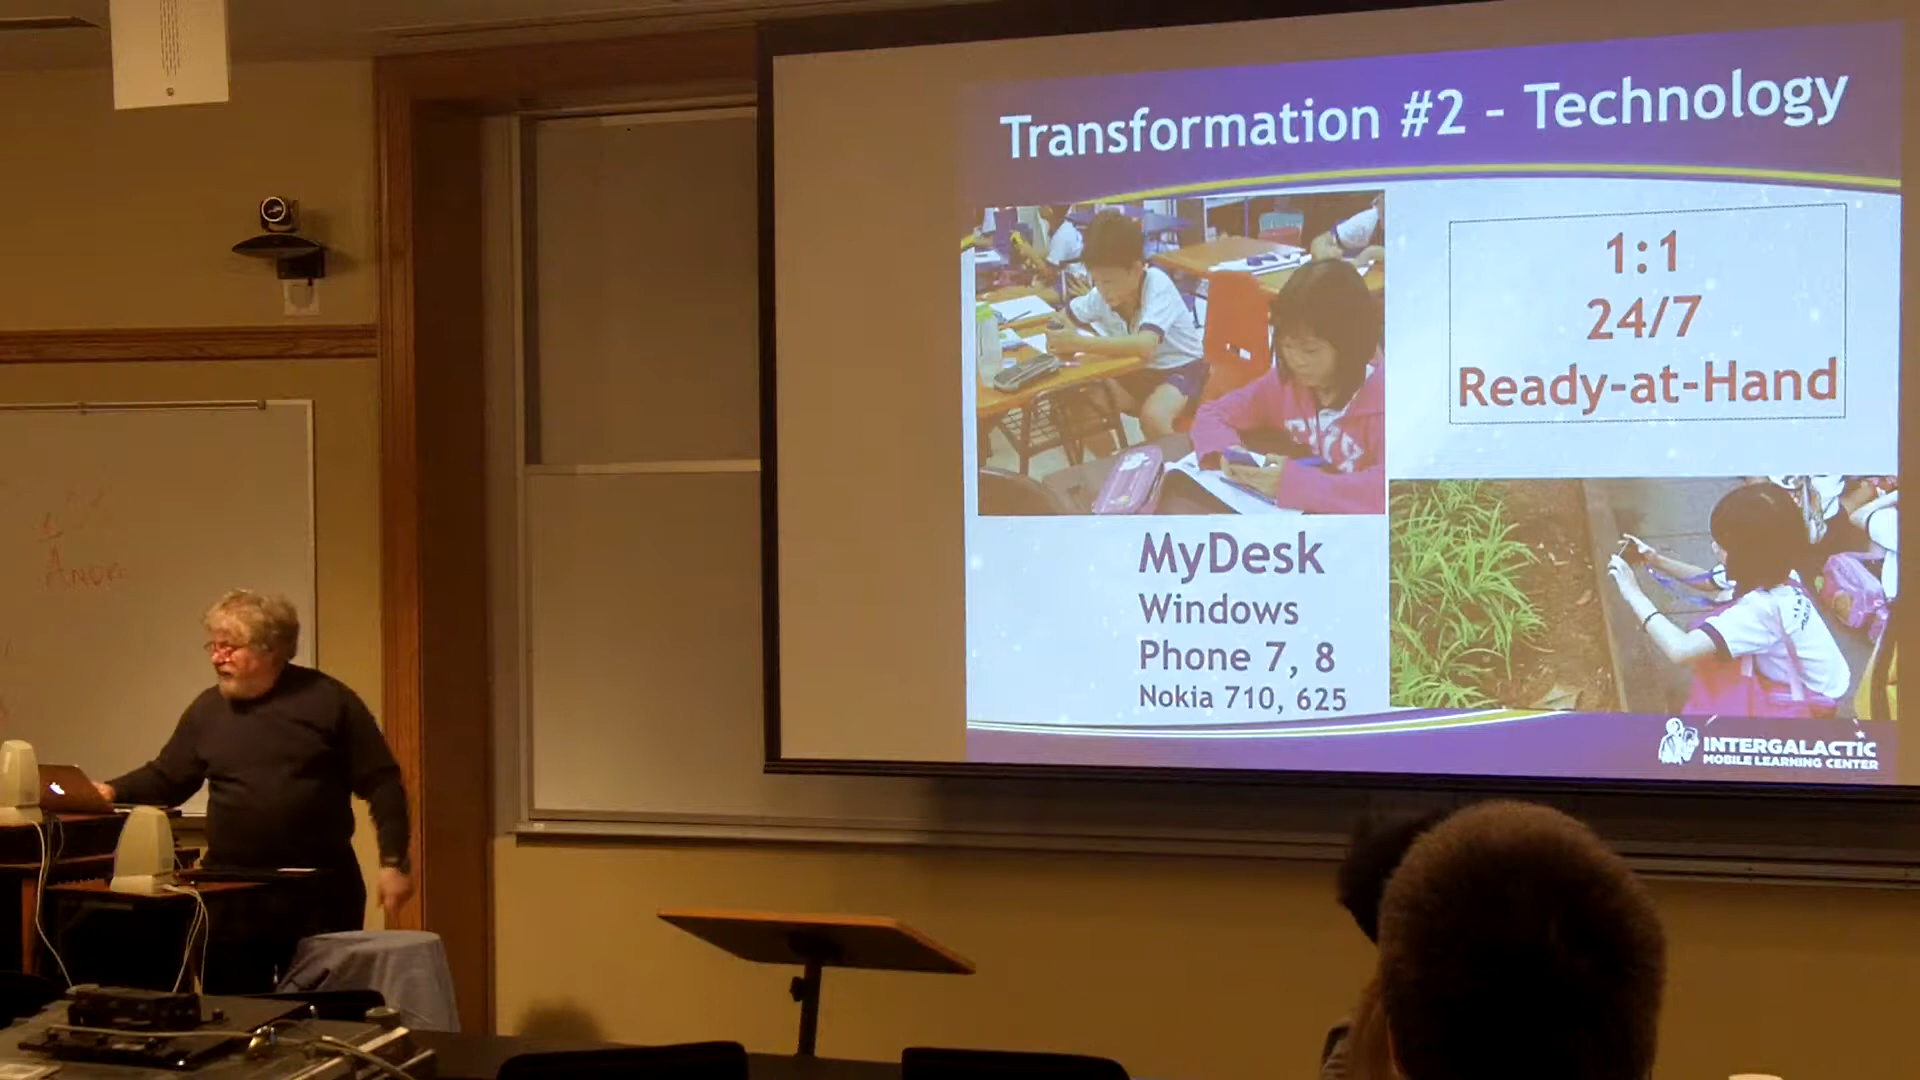 Transformation #2 - Technology
1:1
24/7
Ready-at-Hand
MyDesk
Windows
Phone 7, 8
Nokia 710, 625
INTERGALACTIC
MOBILE LEARNING CENTER